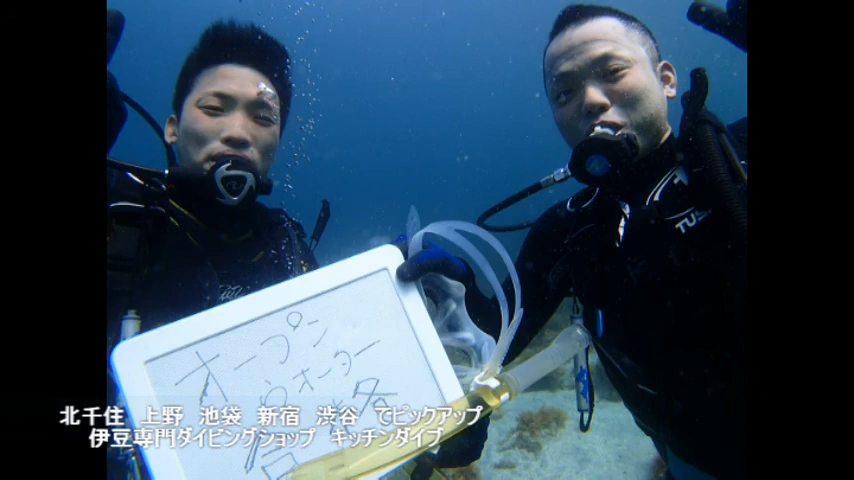 TUSA
オープン
ウォーター
合格
北千住 上野 池袋 新宿 渋谷 でピックアップ
伊豆専門ダイビングショップ キッチンダイブ